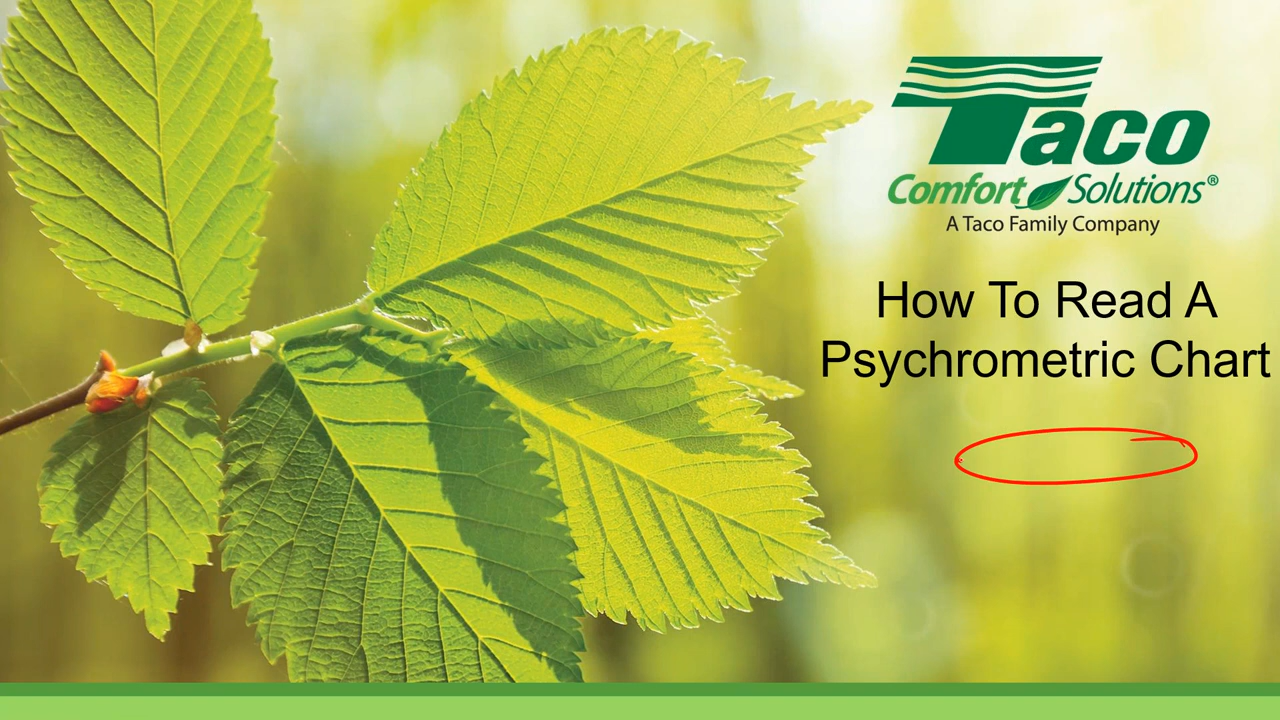 Taco
Comfort Solutions®
A Taco Family Company
How To Read A
Psychrometric Chart